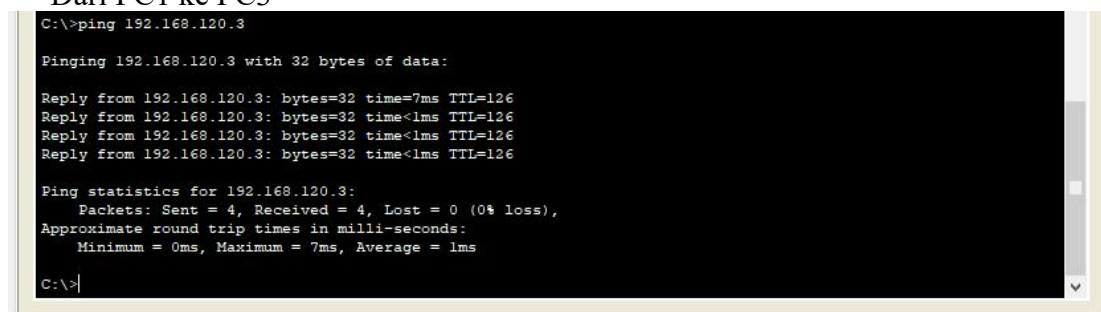 Dari PC1 ke PC3
C:\>ping 192.168.120.3
Pinging 192.168.120.3 with 32 bytes of data:
Reply from 192.168.120.3: bytes=32 time=7ms TTL=126
Reply from 192.168.120.3: bytes=32 time<1ms TTL=126
Reply from 192.168.120.3: bytes=32 time<1ms TTL=126
Reply from 192.168.120.3: bytes=32 time<1ms TTL=126
Ping statistics for 192.168.120.3:
Packets: Sent = 4, Received = 4, Lost = 0 (0% loss),
Approximate round trip times in milli-seconds:
Minimum = 0ms, Maximum = 7ms, Average = 1ms
C:\>